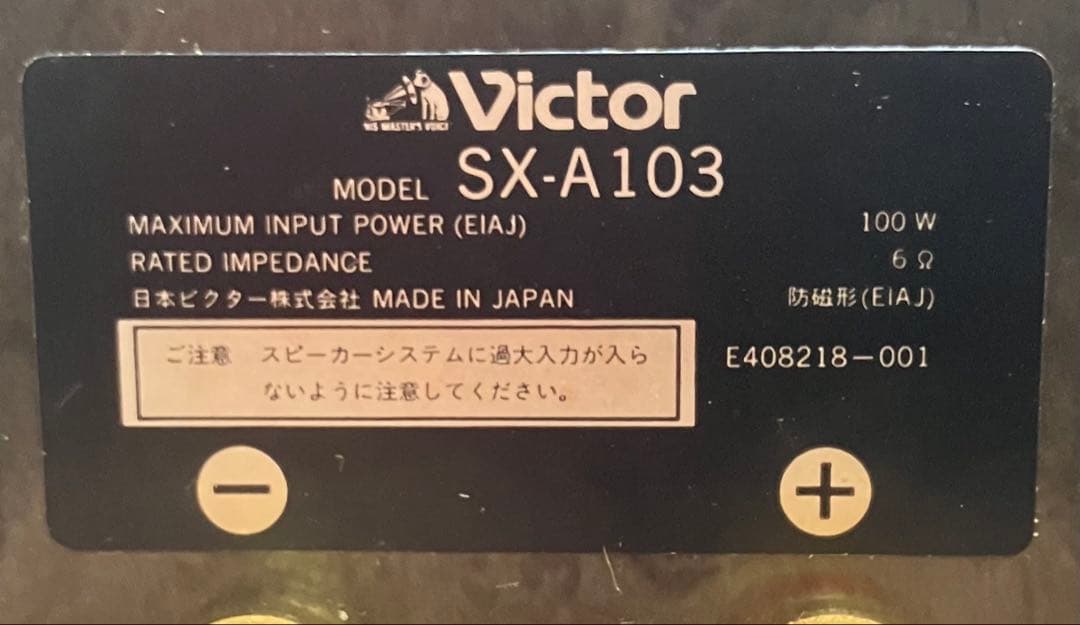 HIS MASTER'S VOICE
Victor
MODEL SX-A103
MAXIMUM INPUT POWER (EIAJ) 100 W
RATED IMPEDANCE 6 Ω
日本ビクター株式会社 MADE IN JAPAN 防磁形(EIAJ)
ご注意 スピーカーシステムに過大入力が入ら
ないように注意してください。
E408218-001
− +